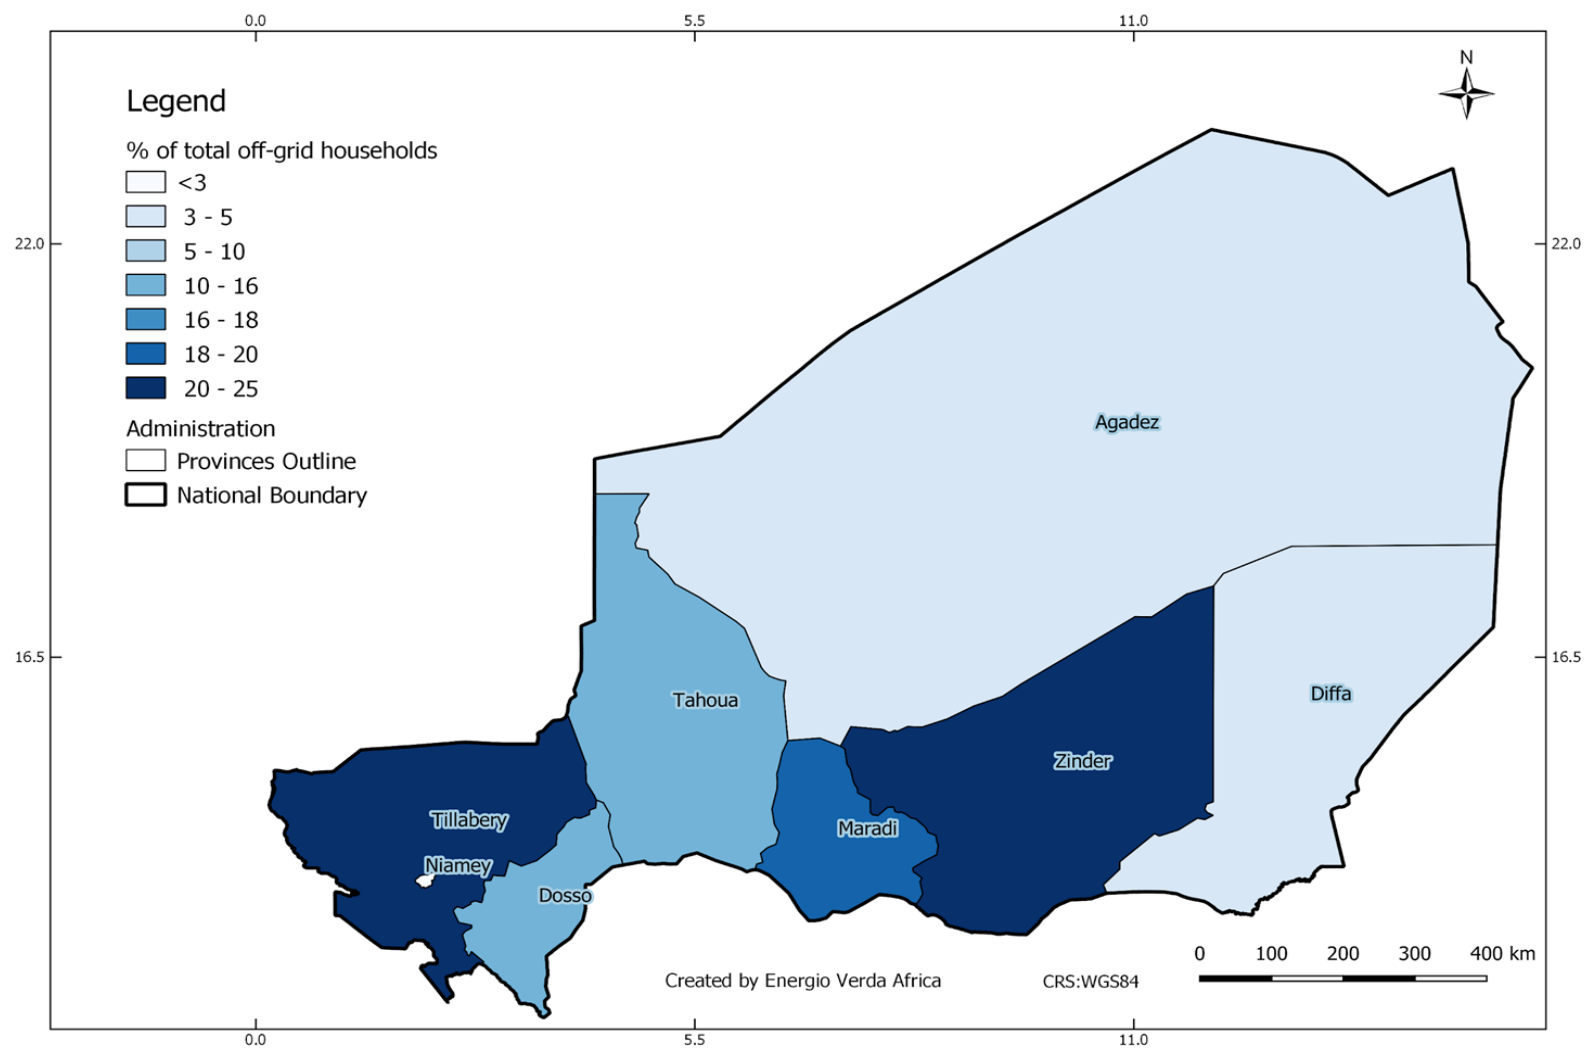 0.0 5.5 11.0
N
Legend
% of total off-grid households
<3
3 - 5
5 - 10
10 - 16
16 - 18
18 - 20
20 - 25
Administration
Provinces Outline
National Boundary
22.0 22.0
Agadez
16.5 16.5
Tahoua
Diffa
Zinder
Tillabery
Maradi
Niamey
Dosso
0 100 200 300 400 km
Created by Energio Verda Africa
CRS:WGS84
0.0 5.5 11.0